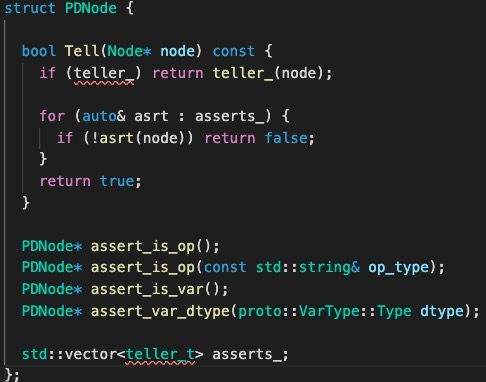 struct PDNode {
bool Tell(Node* node) const {
if (teller_) return teller_(node);
for (auto& asrt : asserts_) {
if (!asrt(node)) return false;
}
return true;
}
PDNode* assert_is_op();
PDNode* assert_is_op(const std::string& op_type);
PDNode* assert_is_var();
PDNode* assert_var_dtype(proto::VarType::Type dtype);
std::vector<teller_t> asserts_;
};